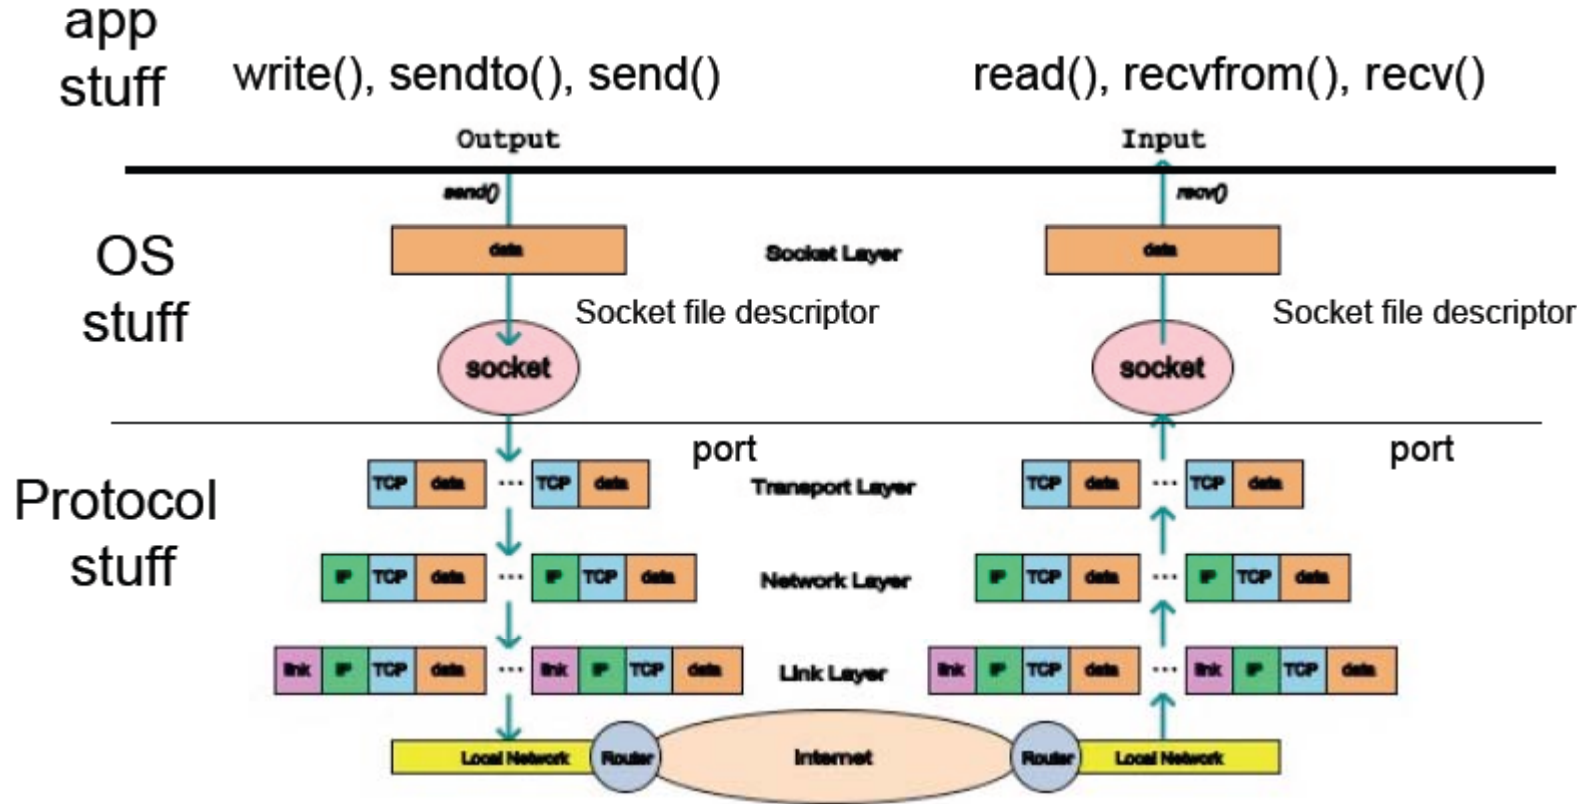 app
stuff
write(), sendto(), send()
read(), recvfrom(), recv()
Output
Input
send()
recv()
OS
stuff
data
Socket Layer
data
Socket file descriptor
Socket file descriptor
socket
socket
port
port
Protocol
stuff
TCP data ... TCP data
Transport Layer
TCP data ... TCP data
IP TCP data ... IP TCP data
Network Layer
IP TCP data ... IP TCP data
link IP TCP data ... link IP TCP data
Link Layer
link IP TCP data ... link IP TCP data
Local Network
Router
Internet
Router
Local Network